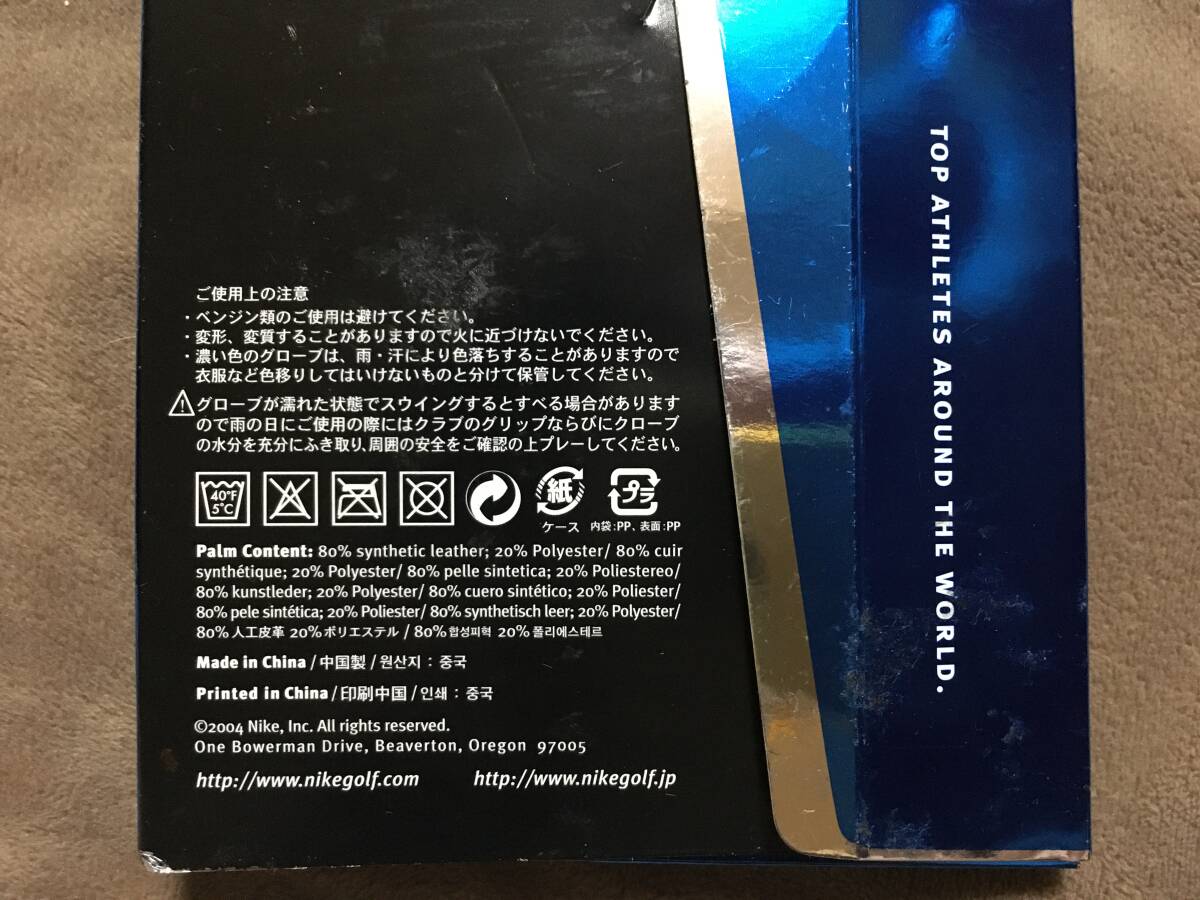 ご使用上の注意
・ベンジン類のご使用は避けてください。
・変形、変質することがありますので火に近づけないでください。
・濃い色のグローブは、雨・汗により色落ちすることがありますので
衣服など色移りしてはいけないものと分けて保管してください。
グローブが濡れた状態でスウイングするとすべる場合があります
ので雨の日にご使用の際にはクラブのグリップならびにクローブ
の水分を充分にふき取り、周囲の安全をご確認の上プレーしてください。
40°F
5°C
紙
プラ
ケース 内袋:PP、表面:PP
Palm Content: 80% synthetic leather; 20% Polyester/ 80% cuir
synthétique; 20% Polyester/ 80% pelle sintetica; 20% Poliestereo/
80% kunstleder; 20% Polyester/ 80% cuero sintético; 20% Poliester/
80% pele sintética; 20% Poliester/ 80% synthetisch leer; 20% Polyester/
80% 人工皮革 20% ポリエステル / 80% 합성피혁 20% 폴리에스테르
Made in China / 中国製 / 원산지 : 중국
Printed in China / 印刷中国 / 인쇄 : 중국
©2004 Nike, Inc. All rights reserved.
One Bowerman Drive, Beaverton, Oregon 97005
http://www.nikegolf.com http://www.nikegolf.jp
TOP ATHLETES AROUND THE WORLD.